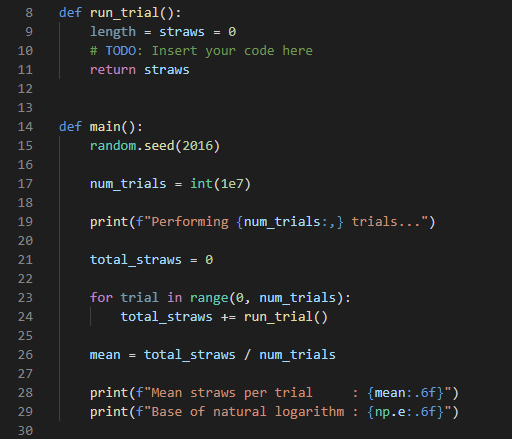 8 def run_trial():
9     length = straws = 0
10     # TODO: Insert your code here
11     return straws
12
13
14 def main():
15     random.seed(2016)
16
17     num_trials = int(1e7)
18
19     print(f"Performing {num_trials:,} trials...")
20
21     total_straws = 0
22
23     for trial in range(0, num_trials):
24         total_straws += run_trial()
25
26     mean = total_straws / num_trials
27
28     print(f"Mean straws per trial     : {mean:.6f}")
29     print(f"Base of natural logarithm : {np.e:.6f}")
30